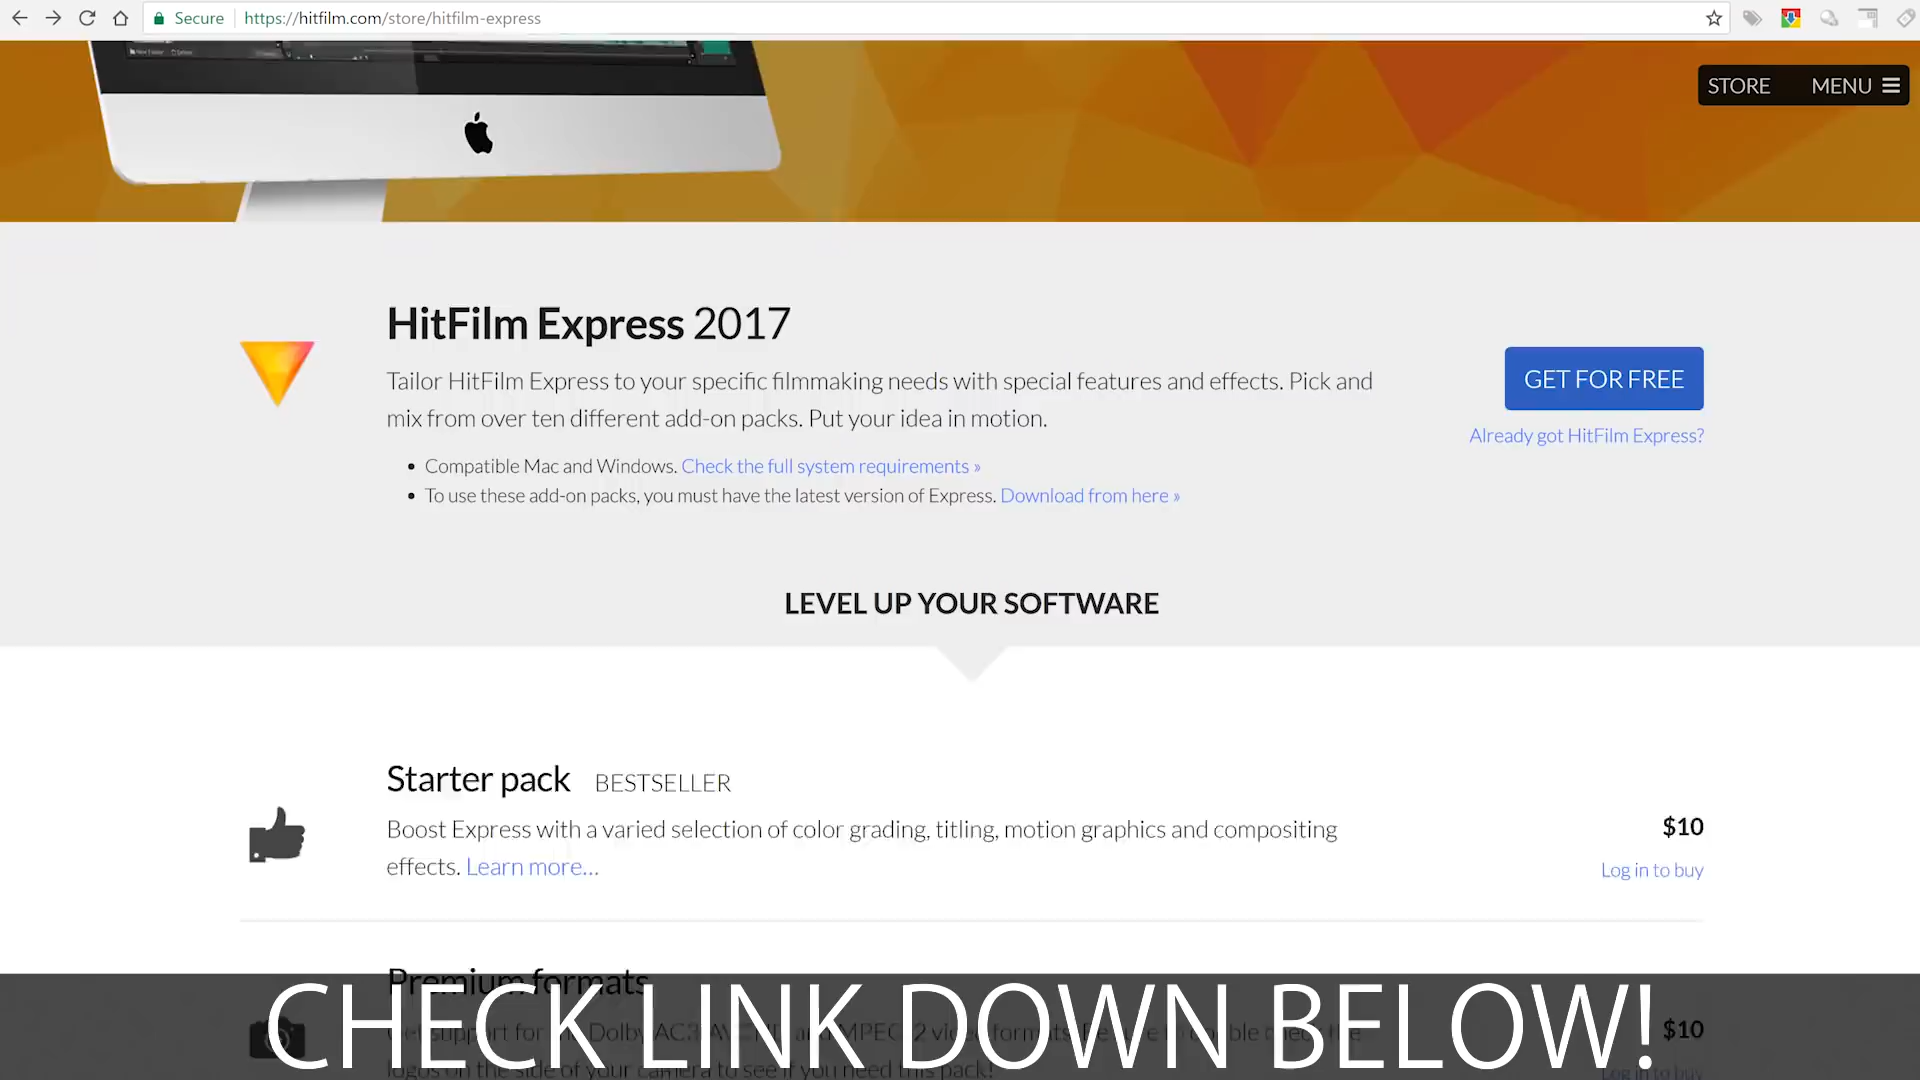 Secure https://hitfilm.com/store/hitfilm-express
STORE MENU
HitFilm Express 2017
Tailor HitFilm Express to your specific filmmaking needs with special features and effects. Pick and
mix from over ten different add-on packs. Put your idea in motion.
GET FOR FREE
Already got HitFilm Express?
• Compatible Mac and Windows. Check the full system requirements »
• To use these add-on packs, you must have the latest version of Express. Download from here »
LEVEL UP YOUR SOFTWARE
Starter pack BESTSELLER
Boost Express with a varied selection of color grading, titling, motion graphics and compositing
effects. Learn more...
$10
Log in to buy
Premium formats
CHECK LINK DOWN BELOW!
$10
Log in to buy